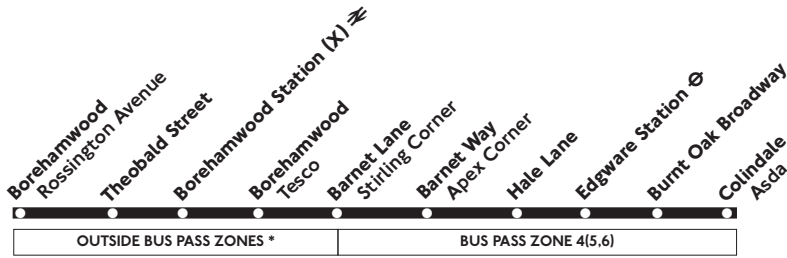 Borehamwood
Rossington Avenue
Theobald Street
Borehamwood Station (X)
Borehamwood
Tesco
Barnet Lane
Stirling Corner
Barnet Way
Apex Corner
Hale Lane
Edgware Station
Burnt Oak Broadway
Colindale
Asda
OUTSIDE BUS PASS ZONES *
BUS PASS ZONE 4(5,6)